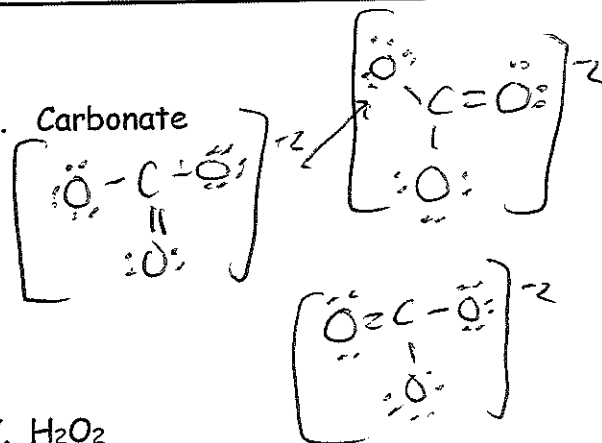 . Carbonate
-2
O - C - O
||
O
-2
O \ C = O
|
O
-2
O = C - O
|
O
. H₂O₂